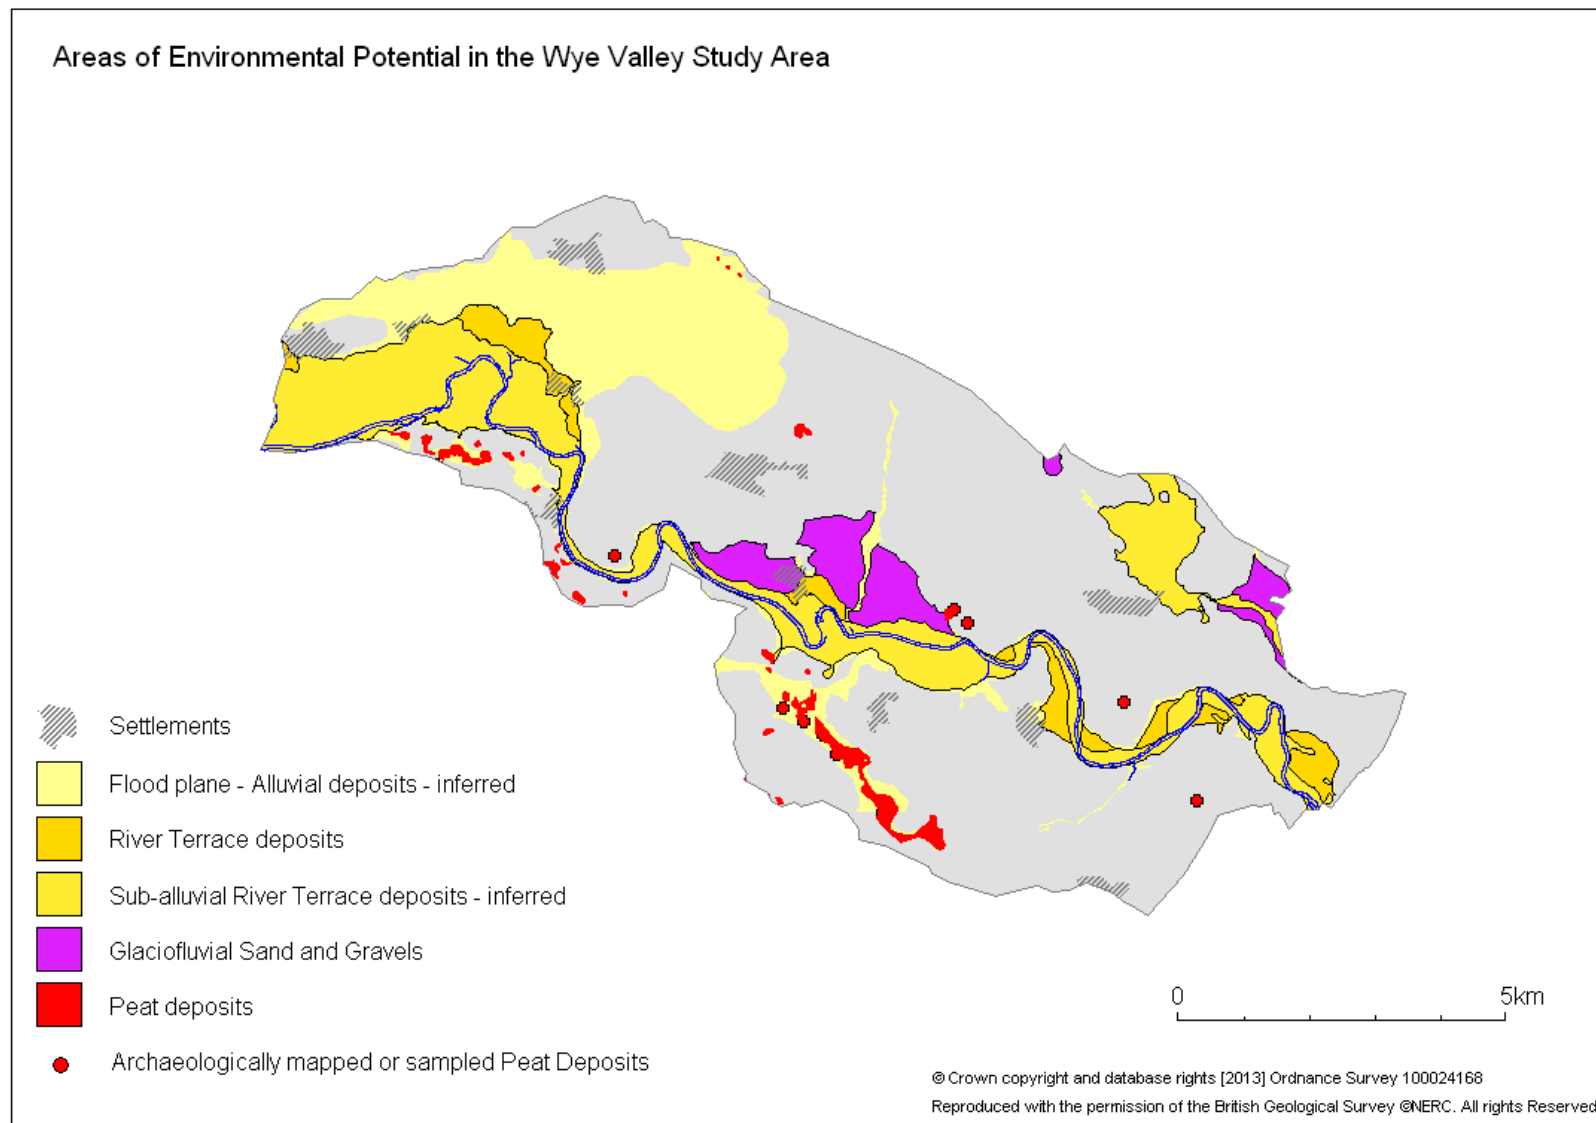 Areas of Environmental Potential in the Wye Valley Study Area
Settlements
Flood plane - Alluvial deposits - inferred
River Terrace deposits
Sub-alluvial River Terrace deposits - inferred
Glaciofluvial Sand and Gravels
Peat deposits
Archaeologically mapped or sampled Peat Deposits
0 5km
© Crown copyright and database rights [2013] Ordnance Survey 100024168
Reproduced with the permission of the British Geological Survey ©NERC. All rights Reserved